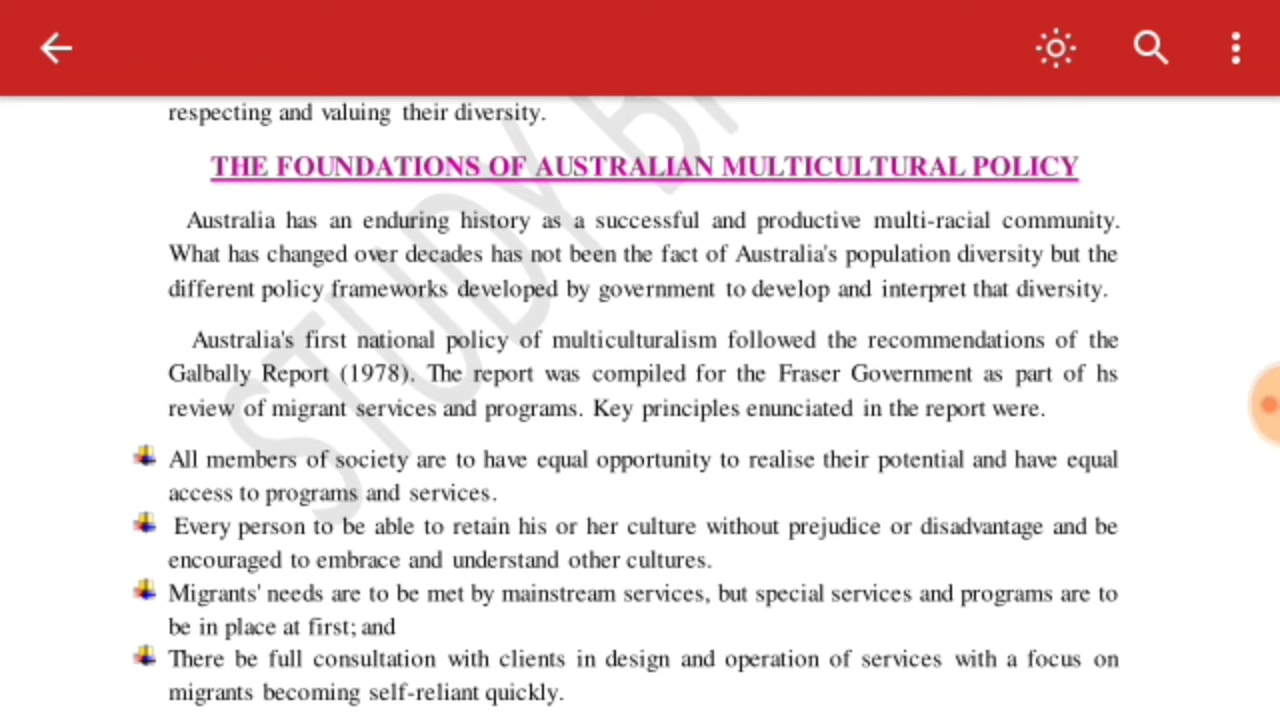 respecting and valuing their diversity.
THE FOUNDATIONS OF AUSTRALIAN MULTICULTURAL POLICY
Australia has an enduring history as a successful and productive multi-racial community.
What has changed over decades has not been the fact of Australia's population diversity but the
different policy frameworks developed by government to develop and interpret that diversity.
Australia's first national policy of multiculturalism followed the recommendations of the
Galbally Report (1978). The report was compiled for the Fraser Government as part of hs
review of migrant services and programs. Key principles enunciated in the report were.
All members of society are to have equal opportunity to realise their potential and have equal
access to programs and services.
Every person to be able to retain his or her culture without prejudice or disadvantage and be
encouraged to embrace and understand other cultures.
Migrants' needs are to be met by mainstream services, but special services and programs are to
be in place at first; and
There be full consultation with clients in design and operation of services with a focus on
migrants becoming self-reliant quickly.
STUDY